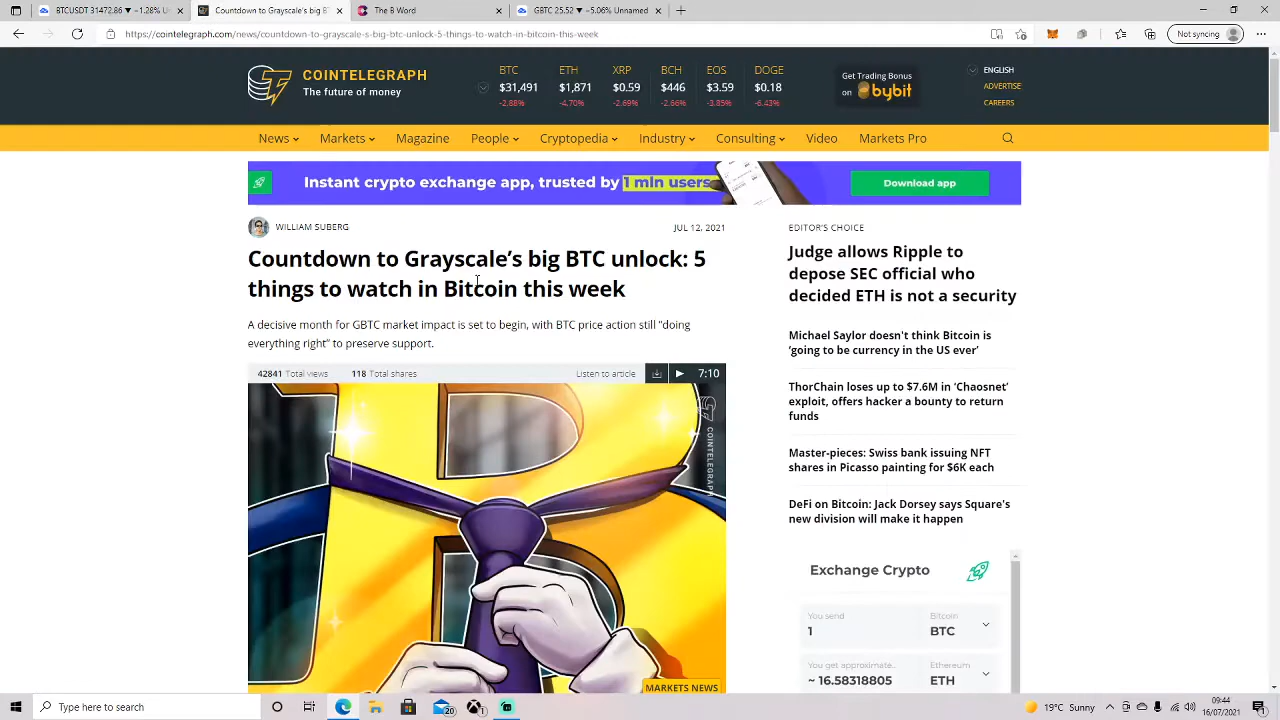 BTCUSDT 31472.86 ▼ −1.28% U
Countdown to Grayscale's big BT
The Word
GBTC 25.52 ▼ −5.06% Unnamed
https://cointelegraph.com/news/countdown-to-grayscale-s-big-btc-unlock-5-things-to-watch-in-bitcoin-this-week
Not syncing
COINTELEGRAPH
The future of money
BTC ETH XRP BCH EOS DOGE
$31,491 $1,871 $0.59 $446 $3.59 $0.18
-2.88% -4.70% -2.69% -2.66% -3.85% -6.43%
Get Trading Bonus
on BYBIT
ENGLISH
ADVERTISE
CAREERS
News Markets Magazine People Cryptopedia Industry Consulting Video Markets Pro
Instant crypto exchange app, trusted by 1 mln users
Download app
WILLIAM SUBERG
JUL 12, 2021
Countdown to Grayscale's big BTC unlock: 5
things to watch in Bitcoin this week
A decisive month for GBTC market impact is set to begin, with BTC price action still "doing
everything right" to preserve support.
42841 Total views 118 Total shares Listen to article 7:10
COINTELEGRAPH
MARKETS NEWS
EDITOR'S CHOICE
Judge allows Ripple to
depose SEC official who
decided ETH is not a security
Michael Saylor doesn't think Bitcoin is
'going to be currency in the US ever'
ThorChain loses up to $7.6M in 'Chaosnet'
exploit, offers hacker a bounty to return
funds
Master-pieces: Swiss bank issuing NFT
shares in Picasso painting for $6K each
DeFi on Bitcoin: Jack Dorsey says Square's
new division will make it happen
Exchange Crypto
You send Bitcoin
1 BTC
You get approximate.. Ethereum
~ 16.58318805 ETH
Type here to search
20
19°C Sunny
09:44
16/07/2021
1